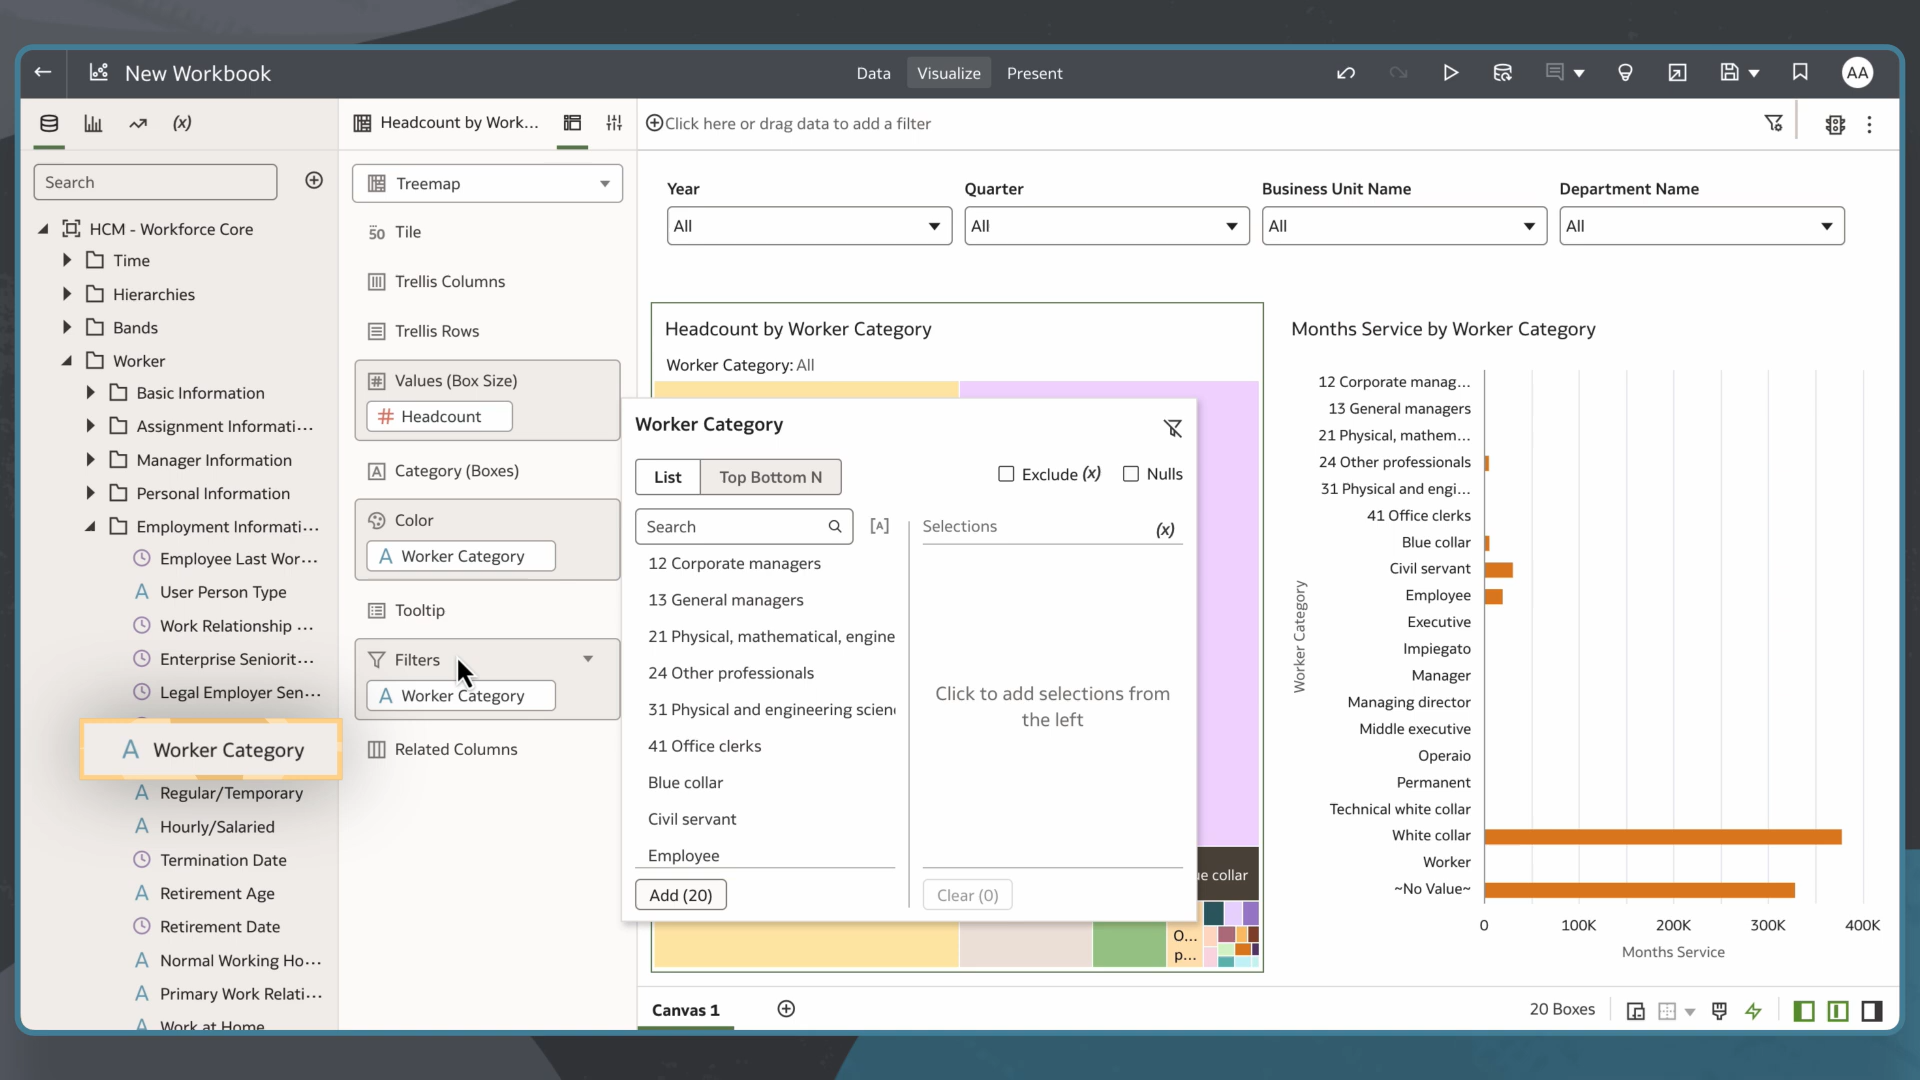 New Workbook
Data
Visualize
Present
AA
(x)
Headcount by Work...
Click here or drag data to add a filter
Search
HCM - Workforce Core
Time
Hierarchies
Bands
Worker
Basic Information
Assignment Informati...
Manager Information
Personal Information
Employment Informati...
Employee Last Wor...
A User Person Type
Work Relationship ...
Enterprise Seniorit...
Legal Employer Sen...
A Worker Category
A Regular/Temporary
A Hourly/Salaried
Termination Date
A Retirement Age
Retirement Date
A Normal Working Ho...
A Primary Work Relati...
A Work at Home
Treemap
50 Tile
Trellis Columns
Trellis Rows
# Values (Box Size)
# Headcount
A Category (Boxes)
Color
A Worker Category
Tooltip
Filters
A Worker Category
Related Columns
Year
All
Quarter
All
Business Unit Name
All
Department Name
All
Headcount by Worker Category
Worker Category: All
Worker Category
List
Top Bottom N
Exclude (x)
Nulls
Search
[A]
Selections
(x)
12 Corporate managers
13 General managers
21 Physical, mathematical, engine
24 Other professionals
31 Physical and engineering scien
41 Office clerks
Blue collar
Civil servant
Employee
Click to add selections from
the left
Add (20)
Clear (0)
ue collar
O...
p...
Months Service by Worker Category
Worker Category
12 Corporate manag...
13 General managers
21 Physical, mathem...
24 Other professionals
31 Physical and engi...
41 Office clerks
Blue collar
Civil servant
Employee
Executive
Impiegato
Manager
Managing director
Middle executive
Operaio
Permanent
Technical white collar
White collar
Worker
~No Value~
0
100K
200K
300K
400K
Months Service
Canvas 1
20 Boxes